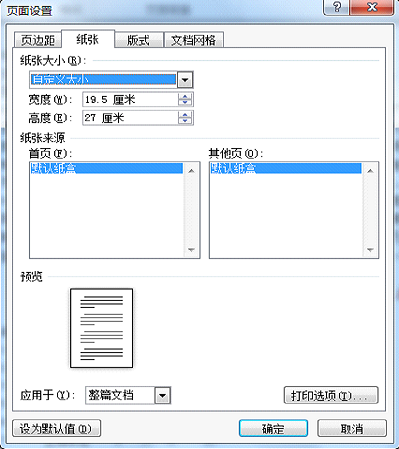 页面设置
页边距 纸张 版式 文档网格
纸张大小(R):
自定义大小
宽度(W): 19.5 厘米
高度(E): 27 厘米
纸张来源
首页(F): 其他页(O):
默认纸盒 默认纸盒
预览
应用于(Y): 整篇文档 打印选项(T)...
设为默认值(D) 确定 取消